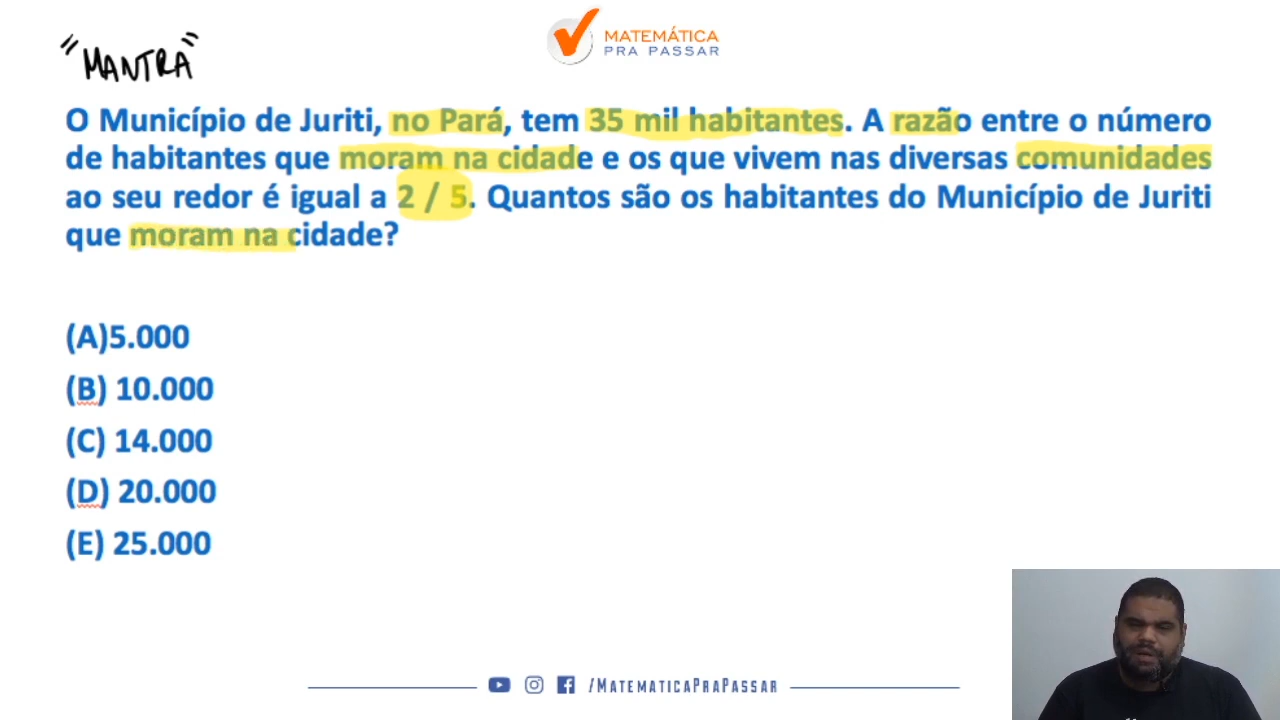 "MANTRA"
MATEMÁTICA
PRA PASSAR
O Município de Juriti, no Pará, tem 35 mil habitantes. A razão entre o número
de habitantes que moram na cidade e os que vivem nas diversas comunidades
ao seu redor é igual a 2 / 5. Quantos são os habitantes do Município de Juriti
que moram na cidade?
(A)5.000
(B) 10.000
(C) 14.000
(D) 20.000
(E) 25.000
/MATEMATICAPRAPASSAR